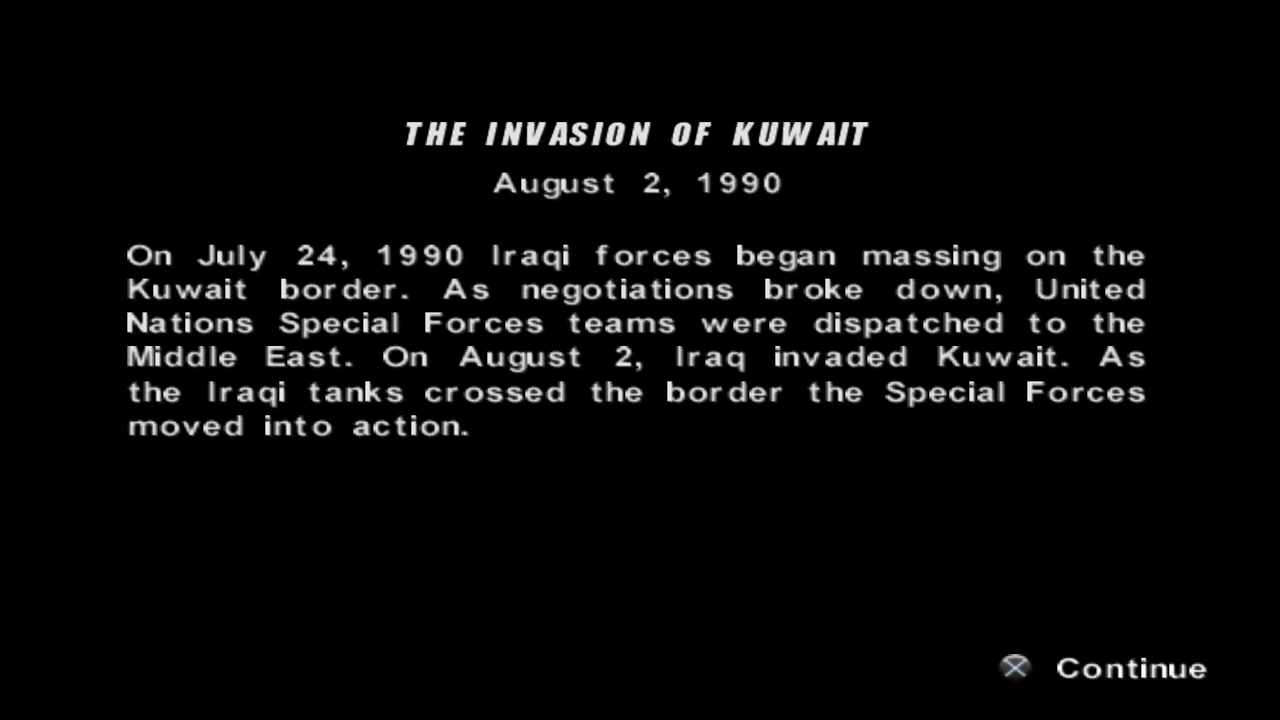 THE INVASION OF KUWAIT
August 2, 1990
On July 24, 1990 Iraqi forces began massing on the
Kuwait border. As negotiations broke down, United
Nations Special Forces teams were dispatched to the
Middle East. On August 2, Iraq invaded Kuwait. As
the Iraqi tanks crossed the border the Special Forces
moved into action.
Continue